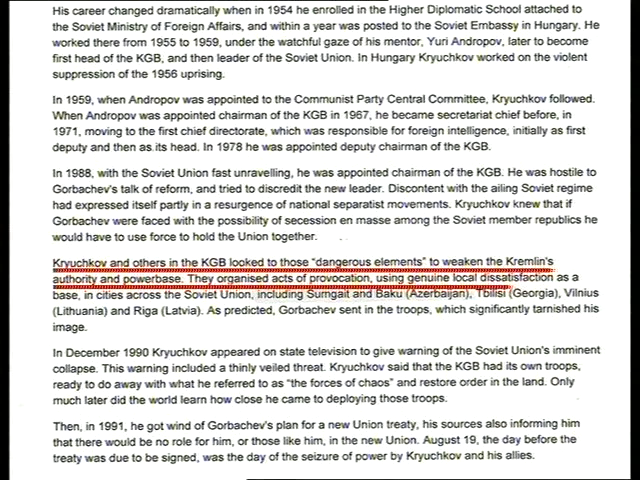 His career changed dramatically when in 1954 he enrolled in the Higher Diplomatic School attached
to the Soviet Ministry of Foreign Affairs, and within a year was posted to the Soviet Embassy in Hungary. He
worked there from 1955 to 1959, under the watchful gaze of his mentor, Yuri Andropov, later to become
first head of the KGB, and then leader of the Soviet Union. In Hungary Kryuchkov worked on the violent
suppression of the 1956 uprising.
In 1959, when Andropov was appointed to the Communist Party Central Committee, Kryuchkov followed.
When Andropov was appointed chairman of the KGB in 1967, he became secretariat chief before, in
1971, moving to the first chief directorate, which was responsible for foreign intelligence, initially as first
deputy and then as its head. In 1978 he was appointed deputy chairman of the KGB.
In 1988, with the Soviet Union fast unravelling, he was appointed chairman of the KGB. He was hostile to
Gorbachev's talk of reform, and tried to discredit the new leader. Discontent with the ailing Soviet regime
had expressed itself partly in a resurgence of national separatist movements. Kryuchkov knew that if
Gorbachev were faced with the possibility of secession en masse among the Soviet member republics he
would have to use force to hold the Union together.
Kryuchkov and others in the KGB looked to those "dangerous elements" to weaken the Kremlin's
authority and powerbase. They organised acts of provocation, using genuine local dissatisfaction as a
base, in cities across the Soviet Union, including Sumgait and Baku (Azerbaijan), Tbilisi (Georgia), Vilnius
(Lithuania) and Riga (Latvia). As predicted, Gorbachev sent in the troops, which significantly tarnished his
image.
In December 1990 Kryuchkov appeared on state television to give warning of the Soviet Union's imminent
collapse. This warning included a thinly veiled threat. Kryuchkov said that the KGB had its own troops,
ready to do away with what he referred to as "the forces of chaos" and restore order in the land. Only
much later did the world learn how close he came to deploying those troops.
Then, in 1991, he got wind of Gorbachev's plan for a new Union treaty, his sources also informing him
that there would be no role for him, or those like him, in the new Union. August 19, the day before the
treaty was due to be signed, was the day of the seizure of power by Kryuchkov and his allies.